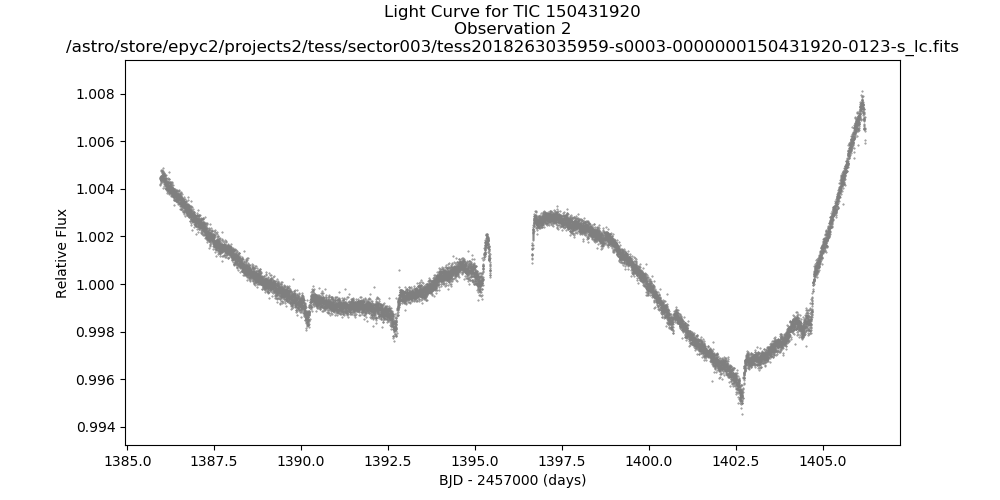 Light Curve for TIC 150431920
Observation 2
/astro/store/epyc2/projects2/tess/sector003/tess2018263035959-s0003-0000000150431920-0123-s_lc.fits
1.008
1.006
1.004
1.002
1.000
0.998
0.996
0.994
Relative Flux
1385.0 1387.5 1390.0 1392.5 1395.0 1397.5 1400.0 1402.5 1405.0
BJD - 2457000 (days)